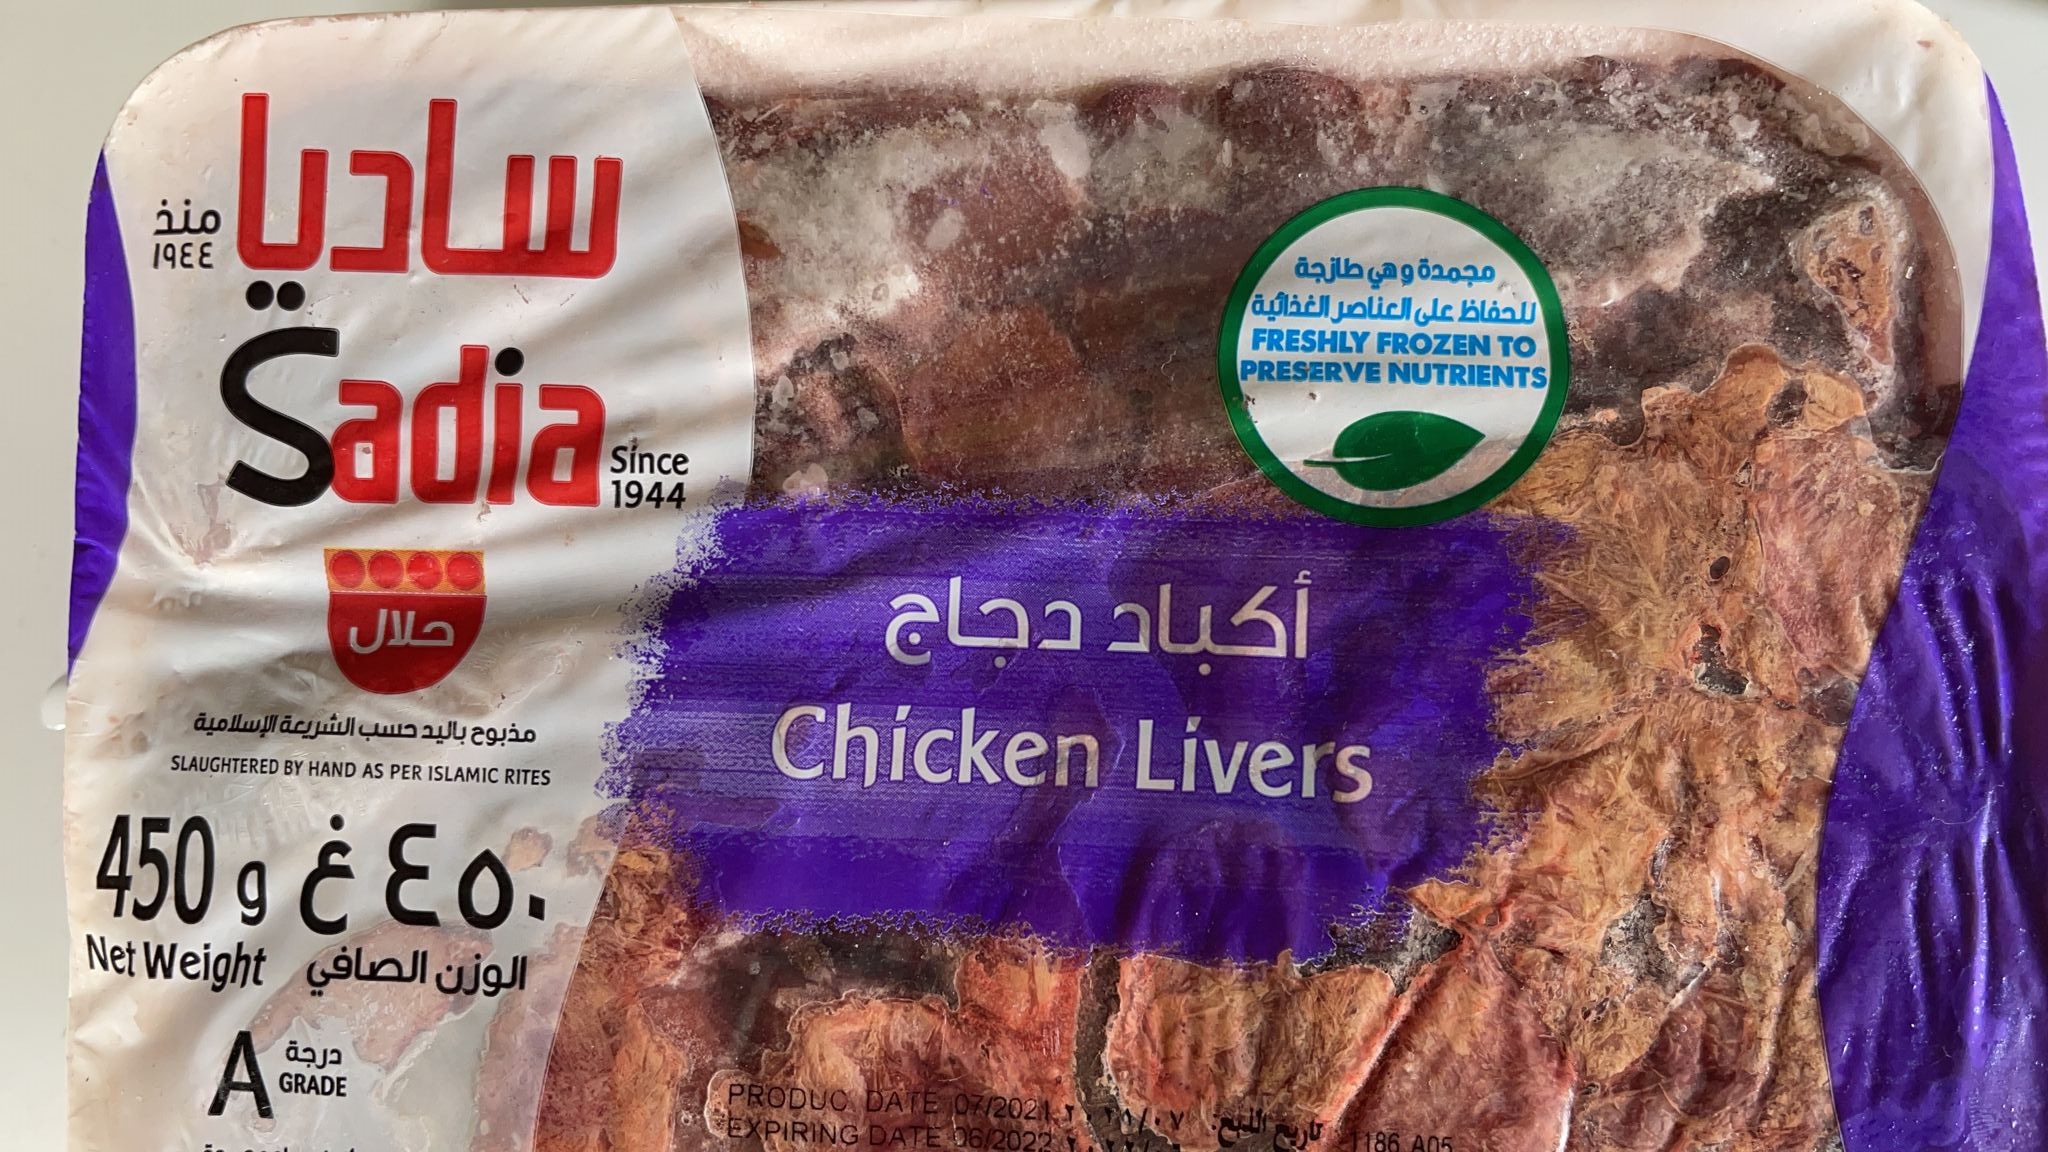 ساديا
منذ
١٩٤٤
Sadia
Since
1944
حلال
مذبوح باليد حسب الشريعة الإسلامية
SLAUGHTERED BY HAND AS PER ISLAMIC RITES
450 g ٤٥٠ غ
Net Weight الوزن الصافي
A درجة
GRADE
مجمدة وهي طازجة
للحفاظ على العناصر الغذائية
FRESHLY FROZEN TO
PRESERVE NUTRIENTS
أكباد دجاج
Chicken Livers
PRODUC DATE 07/2021 ٢٠٢١/٠٧ :تاريخ
EXPIRING DATE 06/2022 1186 A05